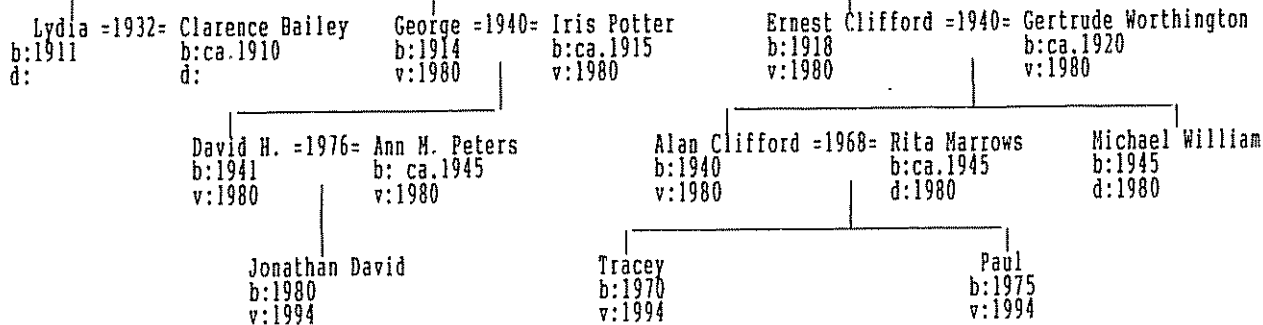 Lydia =1932= Clarence Bailey George =1940= Iris Potter Ernest Clifford =1940= Gertrude Worthington
b:1911 b:ca.1910 b:1914 b:ca.1915 b:1918 b:ca.1920
d: d: v:1980 v:1980 v:1980 v:1980
David H. =1976= Ann M. Peters Alan Clifford =1968= Rita Marrows Michael William
b:1941 b: ca.1945 b:1940 b:ca.1945 b:1945
v:1980 v:1980 v:1980 d:1980 d:1980
Jonathan David Tracey Paul
b:1980 b:1970 b:1975
v:1994 v:1994 v:1994